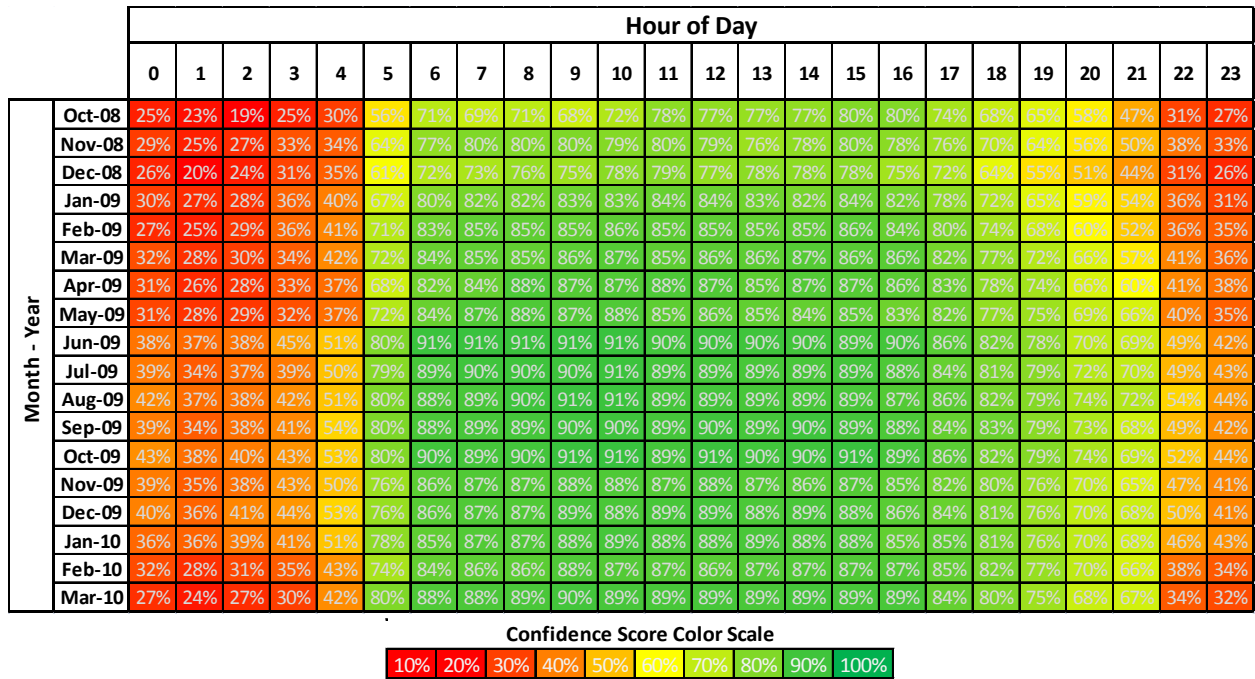 Hour of Day
0 1 2 3 4 5 6 7 8 9 10 11 12 13 14 15 16 17 18 19 20 21 22 23
Month - Year
Oct-08 25% 23% 19% 25% 30% 56% 71% 69% 71% 68% 72% 78% 77% 77% 77% 80% 80% 74% 68% 65% 58% 47% 31% 27%
Nov-08 29% 25% 27% 33% 34% 64% 77% 80% 80% 80% 79% 80% 79% 76% 78% 80% 78% 76% 70% 64% 56% 50% 38% 33%
Dec-08 26% 20% 24% 31% 35% 61% 72% 73% 76% 75% 78% 79% 77% 78% 78% 78% 75% 72% 64% 55% 51% 44% 31% 26%
Jan-09 30% 27% 28% 36% 40% 67% 80% 82% 82% 83% 83% 84% 84% 83% 82% 84% 82% 78% 72% 65% 59% 54% 36% 31%
Feb-09 27% 25% 29% 36% 41% 71% 83% 85% 85% 85% 86% 85% 85% 85% 85% 86% 84% 80% 74% 68% 60% 52% 36% 35%
Mar-09 32% 28% 30% 34% 42% 72% 84% 85% 85% 86% 87% 85% 86% 86% 87% 86% 86% 82% 77% 72% 66% 57% 41% 36%
Apr-09 31% 26% 28% 33% 37% 68% 82% 84% 88% 87% 87% 88% 87% 85% 87% 87% 86% 83% 78% 74% 66% 60% 41% 38%
May-09 31% 28% 29% 32% 37% 72% 84% 87% 88% 87% 88% 85% 86% 85% 84% 85% 83% 82% 77% 75% 69% 66% 40% 35%
Jun-09 38% 37% 38% 45% 51% 80% 91% 91% 91% 91% 91% 90% 90% 90% 90% 89% 90% 86% 82% 78% 70% 69% 49% 42%
Jul-09 39% 34% 37% 39% 50% 79% 89% 90% 90% 90% 91% 89% 89% 89% 89% 89% 88% 84% 81% 79% 72% 70% 49% 43%
Aug-09 42% 37% 38% 42% 51% 80% 88% 89% 90% 91% 91% 89% 89% 89% 89% 89% 87% 86% 82% 79% 74% 72% 54% 44%
Sep-09 39% 34% 38% 41% 54% 80% 88% 89% 89% 90% 90% 89% 90% 89% 90% 89% 88% 84% 83% 79% 73% 68% 49% 42%
Oct-09 43% 38% 40% 43% 53% 80% 90% 89% 90% 91% 91% 89% 91% 90% 90% 91% 89% 86% 82% 79% 74% 69% 52% 44%
Nov-09 39% 35% 38% 43% 50% 76% 86% 87% 87% 88% 88% 87% 88% 87% 86% 87% 85% 82% 80% 76% 70% 65% 47% 41%
Dec-09 40% 36% 41% 44% 53% 76% 86% 87% 87% 89% 88% 89% 89% 88% 89% 88% 86% 84% 81% 76% 70% 68% 50% 41%
Jan-10 36% 36% 39% 41% 51% 78% 85% 87% 87% 88% 89% 88% 88% 89% 88% 88% 85% 85% 81% 76% 70% 68% 46% 43%
Feb-10 32% 28% 31% 35% 43% 74% 84% 86% 86% 88% 87% 87% 86% 87% 87% 87% 87% 85% 82% 77% 70% 66% 38% 34%
Mar-10 27% 24% 27% 30% 42% 80% 88% 88% 89% 90% 89% 89% 89% 89% 89% 89% 89% 84% 80% 75% 68% 67% 34% 32%
Confidence Score Color Scale
10% 20% 30% 40% 50% 60% 70% 80% 90% 100%